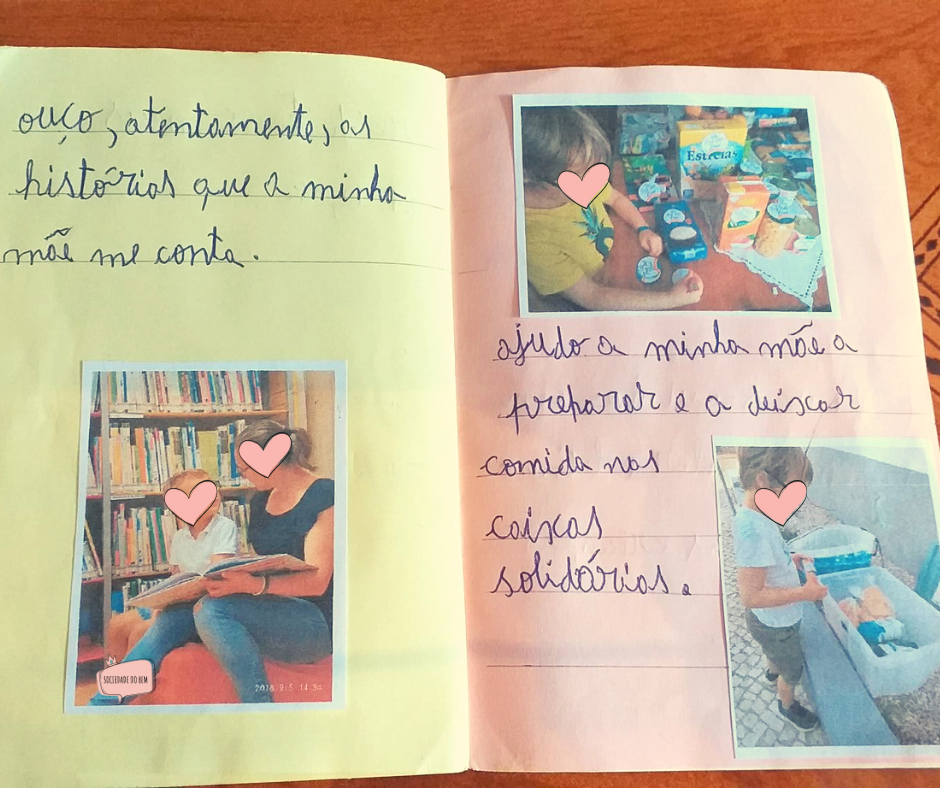 ouço, atentamente, as
histórias que a minha
mãe me conta.
SOCIEDADE DO BEM
2018/9/5 14:34
Estrelas
ajudo a minha mãe a
preparar e a deixar
comida nas
caixas
solidárias.